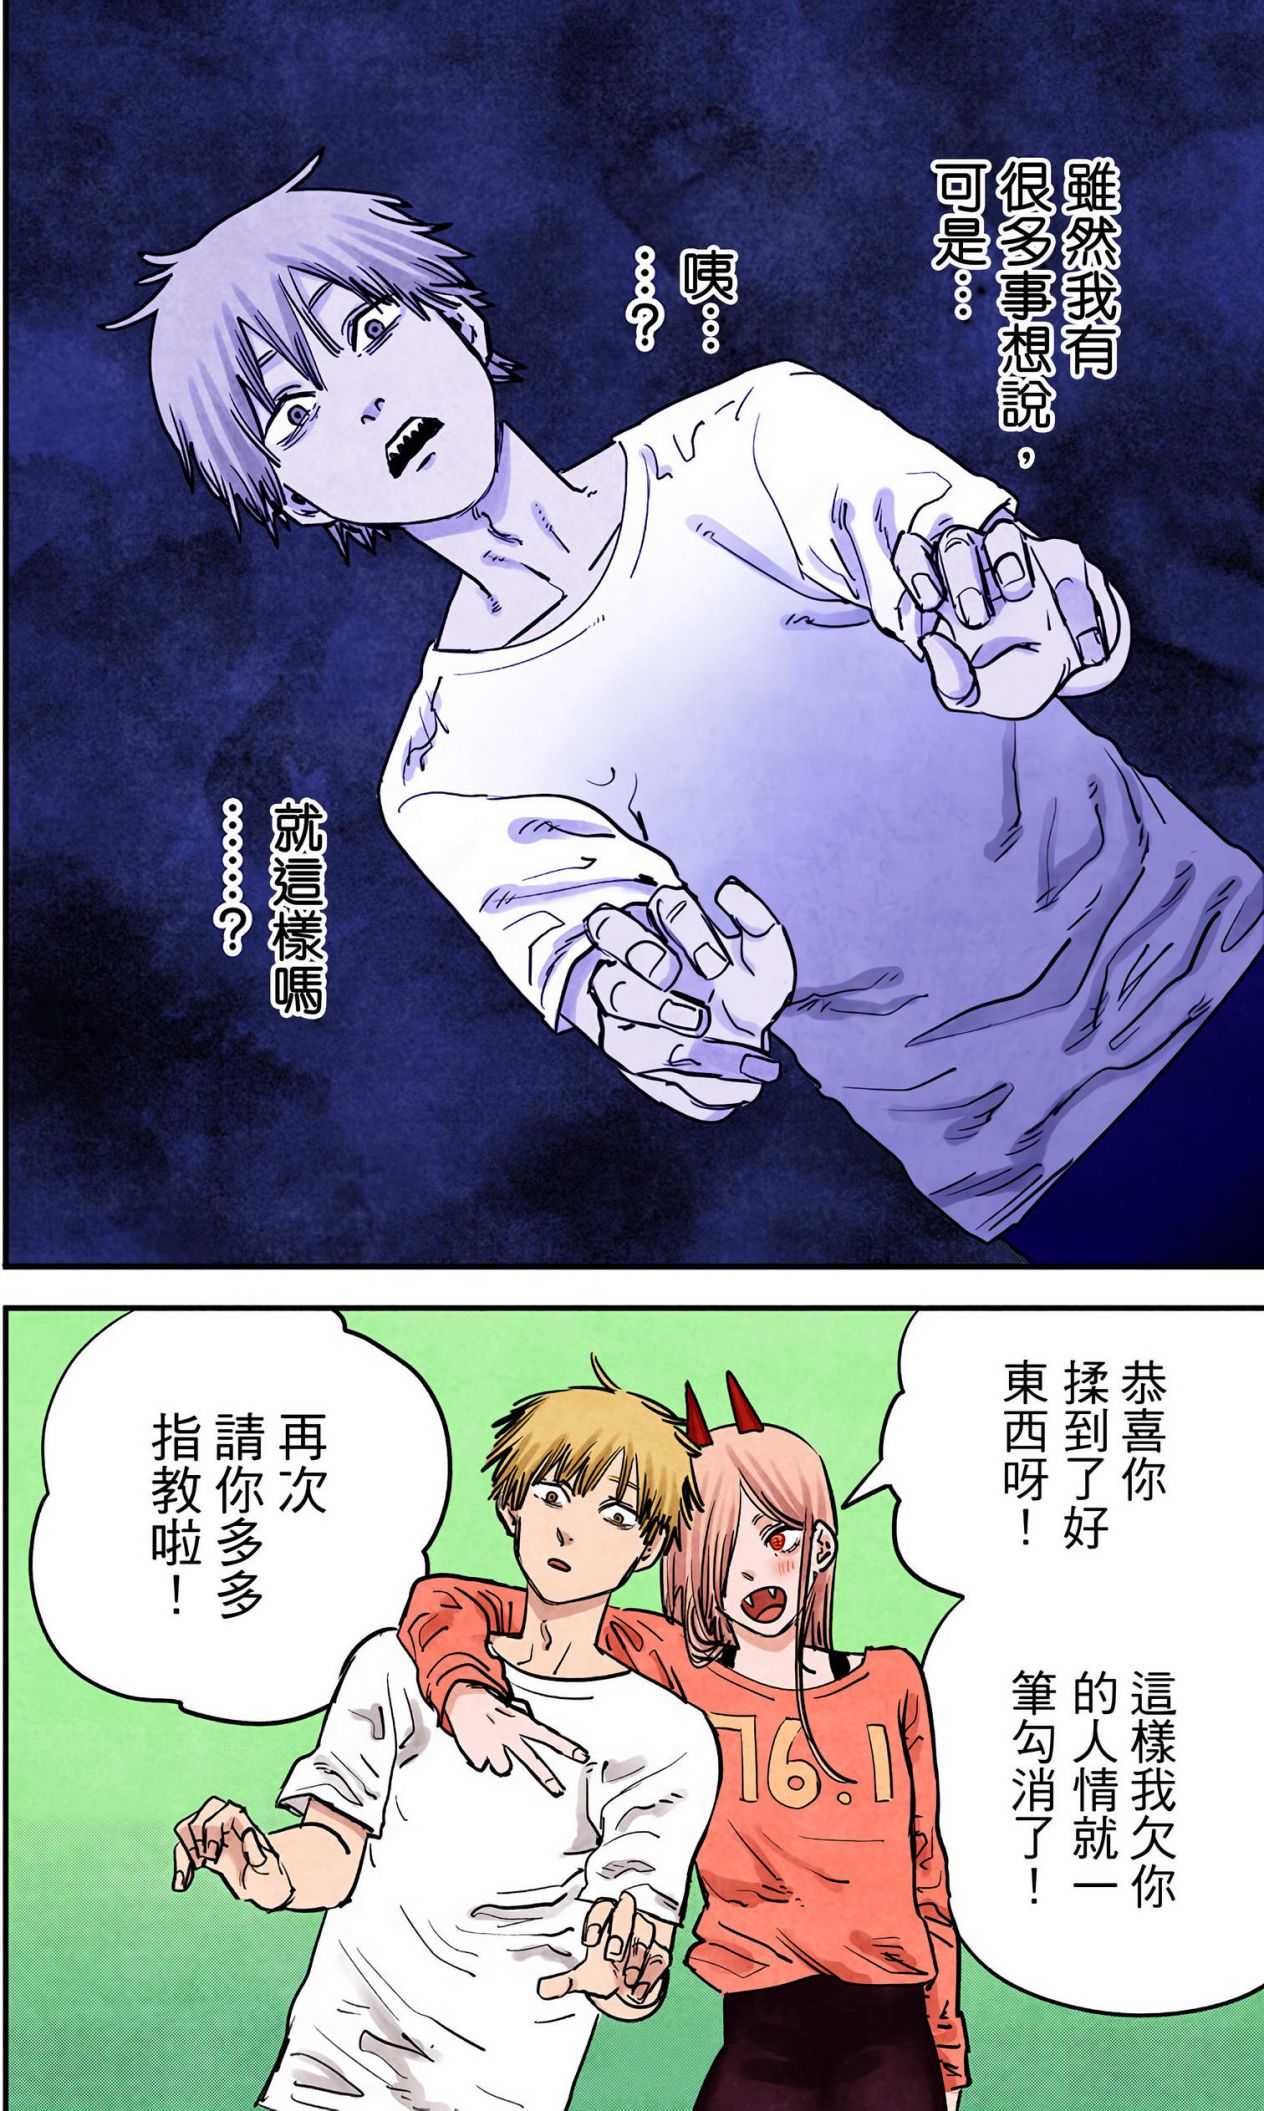 雖然我有
很多事想說，
可是…
咦…
…？
就這樣嗎
………？
恭喜你
揉到了好
東西呀！
這樣我欠你
的人情就一
筆勾消了！
76.1
再次
請你多多
指教啦！